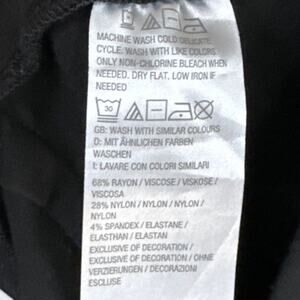 MACHINE WASH COLD DELICATE
CYCLE. WASH WITH LIKE COLORS.
ONLY NON-CHLORINE BLEACH WHEN
NEEDED. DRY FLAT. LOW IRON IF
NEEDED
30
GB: WASH WITH SIMILAR COLOURS
D: MIT ÄHNLICHEN FARBEN
WASCHEN
I: LAVARE CON COLORI SIMILARI
68% RAYON / VISCOSE / VISKOSE /
VISCOSA
28% NYLON / NYLON / NYLON /
NYLON
4% SPANDEX / ELASTANE /
ELASTHAN / ELASTAN
EXCLUSIVE OF DECORATION /
EXCLUSIVE OF DECORATION / OHNE
VERZIERUNGEN / DECORAZIONI
ESCLUSE